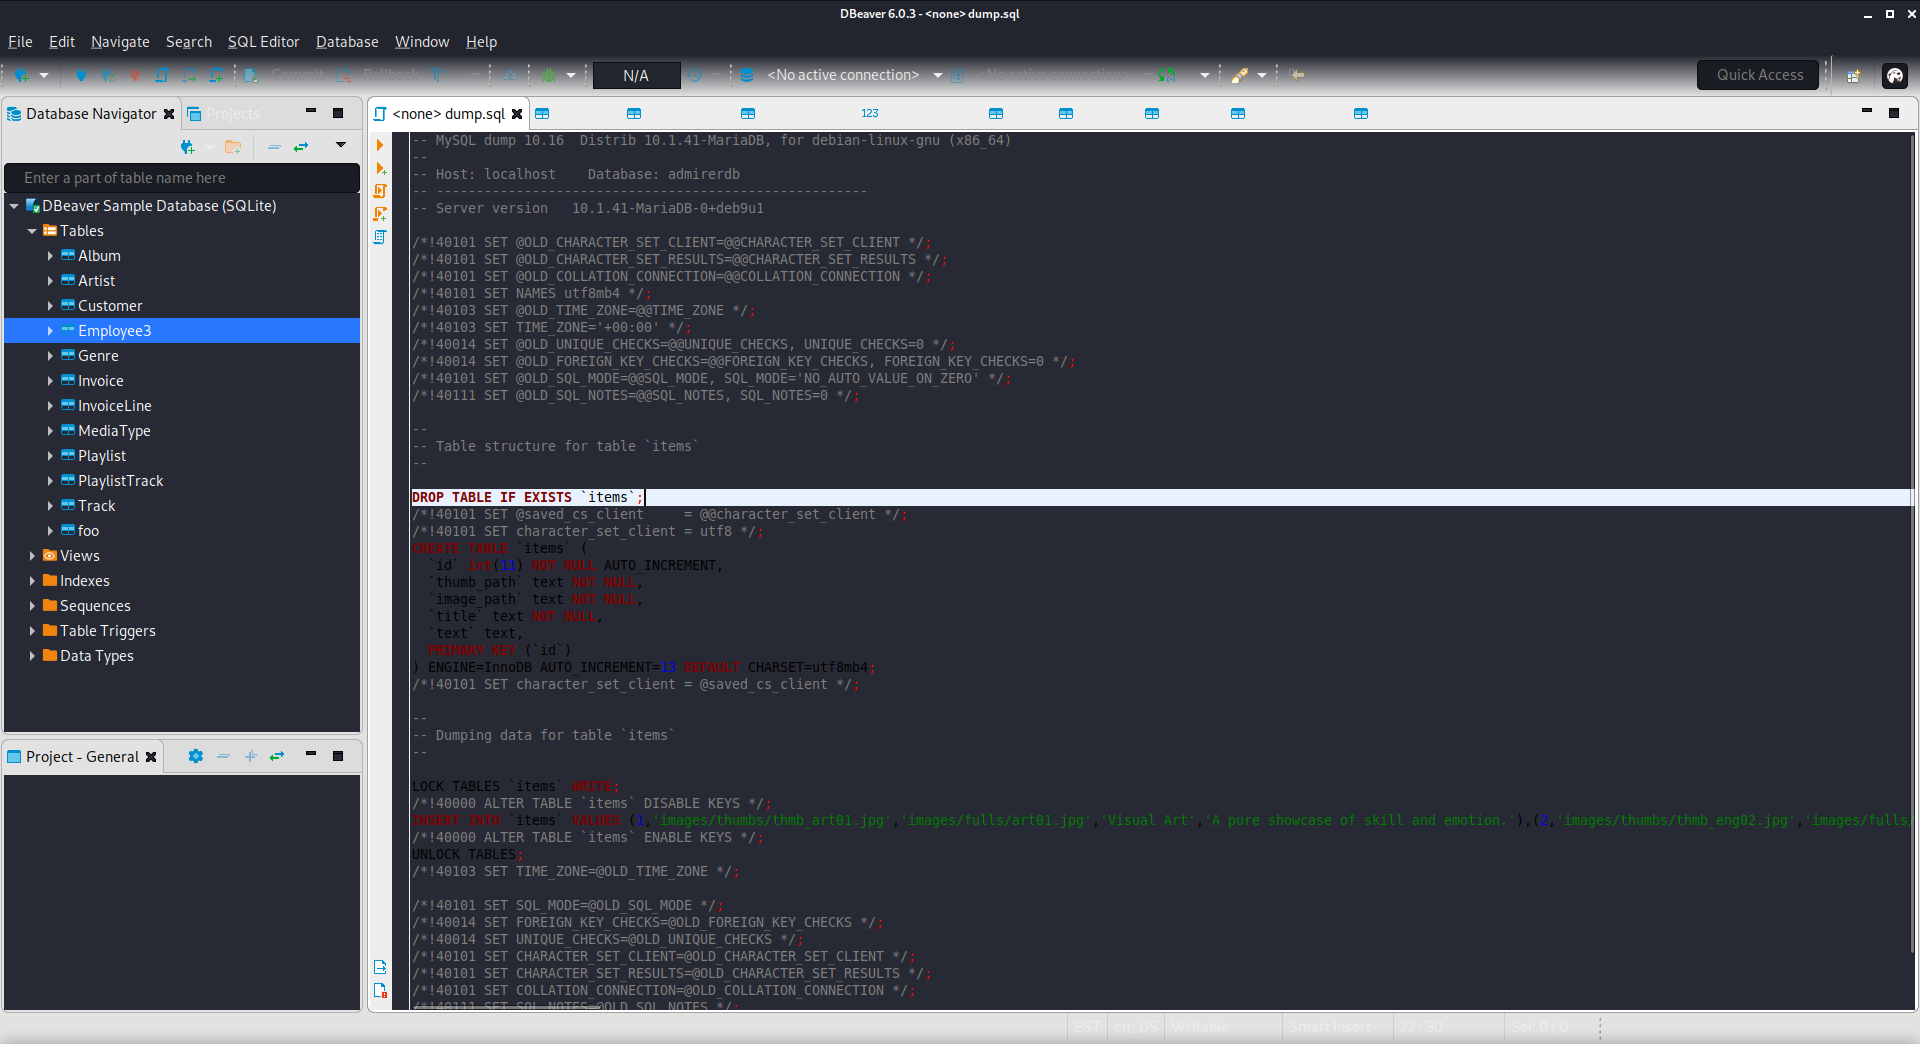 DBeaver 6.0.3 - <none> dump.sql
File Edit Navigate Search SQL Editor Database Window Help
Commit Rollback N/A <No active connection> <No active connection> Quick Access
Database Navigator Projects
Enter a part of table name here
DBeaver Sample Database (SQLite)
Tables
Album
Artist
Customer
Employee3
Genre
Invoice
InvoiceLine
MediaType
Playlist
PlaylistTrack
Track
foo
Views
Indexes
Sequences
Table Triggers
Data Types
Project - General
<none> dump.sql 123
-- MySQL dump 10.16  Distrib 10.1.41-MariaDB, for debian-linux-gnu (x86_64)
--
-- Host: localhost    Database: admirerdb
-- ------------------------------------------------------
-- Server version   10.1.41-MariaDB-0+deb9u1
/*!40101 SET @OLD_CHARACTER_SET_CLIENT=@@CHARACTER_SET_CLIENT */;
/*!40101 SET @OLD_CHARACTER_SET_RESULTS=@@CHARACTER_SET_RESULTS */;
/*!40101 SET @OLD_COLLATION_CONNECTION=@@COLLATION_CONNECTION */;
/*!40101 SET NAMES utf8mb4 */;
/*!40103 SET @OLD_TIME_ZONE=@@TIME_ZONE */;
/*!40103 SET TIME_ZONE='+00:00' */;
/*!40014 SET @OLD_UNIQUE_CHECKS=@@UNIQUE_CHECKS, UNIQUE_CHECKS=0 */;
/*!40014 SET @OLD_FOREIGN_KEY_CHECKS=@@FOREIGN_KEY_CHECKS, FOREIGN_KEY_CHECKS=0 */;
/*!40101 SET @OLD_SQL_MODE=@@SQL_MODE, SQL_MODE='NO_AUTO_VALUE_ON_ZERO' */;
/*!40111 SET @OLD_SQL_NOTES=@@SQL_NOTES, SQL_NOTES=0 */;
--
-- Table structure for table `items`
--
DROP TABLE IF EXISTS `items`;
/*!40101 SET @saved_cs_client     = @@character_set_client */;
/*!40101 SET character_set_client = utf8 */;
CREATE TABLE `items` (
`id` int(11) NOT NULL AUTO_INCREMENT,
`thumb_path` text NOT NULL,
`image_path` text NOT NULL,
`title` text NOT NULL,
`text` text,
PRIMARY KEY (`id`)
) ENGINE=InnoDB AUTO_INCREMENT=13 DEFAULT CHARSET=utf8mb4;
/*!40101 SET character_set_client = @saved_cs_client */;
--
-- Dumping data for table `items`
--
LOCK TABLES `items` WRITE;
/*!40000 ALTER TABLE `items` DISABLE KEYS */;
INSERT INTO `items` VALUES (1,'images/thumbs/thmb_art01.jpg','images/fulls/art01.jpg','Visual Art','A pure showcase of skill and emotion.'),(2,'images/thumbs/thmb_eng02.jpg','images/fulls/
/*!40000 ALTER TABLE `items` ENABLE KEYS */;
UNLOCK TABLES;
/*!40103 SET TIME_ZONE=@OLD_TIME_ZONE */;
/*!40101 SET SQL_MODE=@OLD_SQL_MODE */;
/*!40014 SET FOREIGN_KEY_CHECKS=@OLD_FOREIGN_KEY_CHECKS */;
/*!40014 SET UNIQUE_CHECKS=@OLD_UNIQUE_CHECKS */;
/*!40101 SET CHARACTER_SET_CLIENT=@OLD_CHARACTER_SET_CLIENT */;
/*!40101 SET CHARACTER_SET_RESULTS=@OLD_CHARACTER_SET_RESULTS */;
/*!40101 SET COLLATION_CONNECTION=@OLD_COLLATION_CONNECTION */;
/*!40111 SET SQL_NOTES=@OLD_SQL_NOTES */;
EST en_US Writable Smart Insert 22 : 30 Sel: 0 | 0